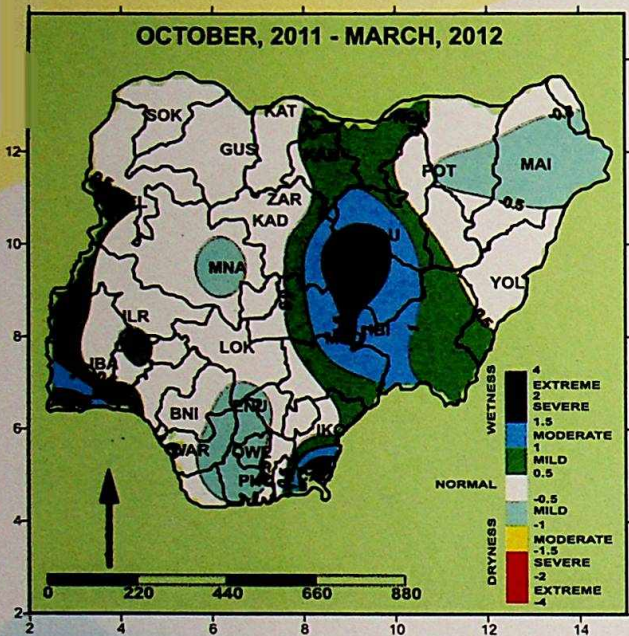 OCTOBER, 2011 - MARCH, 2012
SOK
KAT
GUS
POT
MAI
-0.5
-0.5
ZAR
KAD
MNA
YOL
ILR
LOK
IBA
BNI
ENU
IKO
WAR
OWE
12
10
8
6
4
2
WETNESS
4
EXTREME
2
SEVERE
1.5
MODERATE
1
MILD
0.5
NORMAL
-0.5
MILD
-1
DRYNESS
MODERATE
-1.5
SEVERE
-2
EXTREME
-4
0 220 440 660 880
2 4 6 8 10 12 14